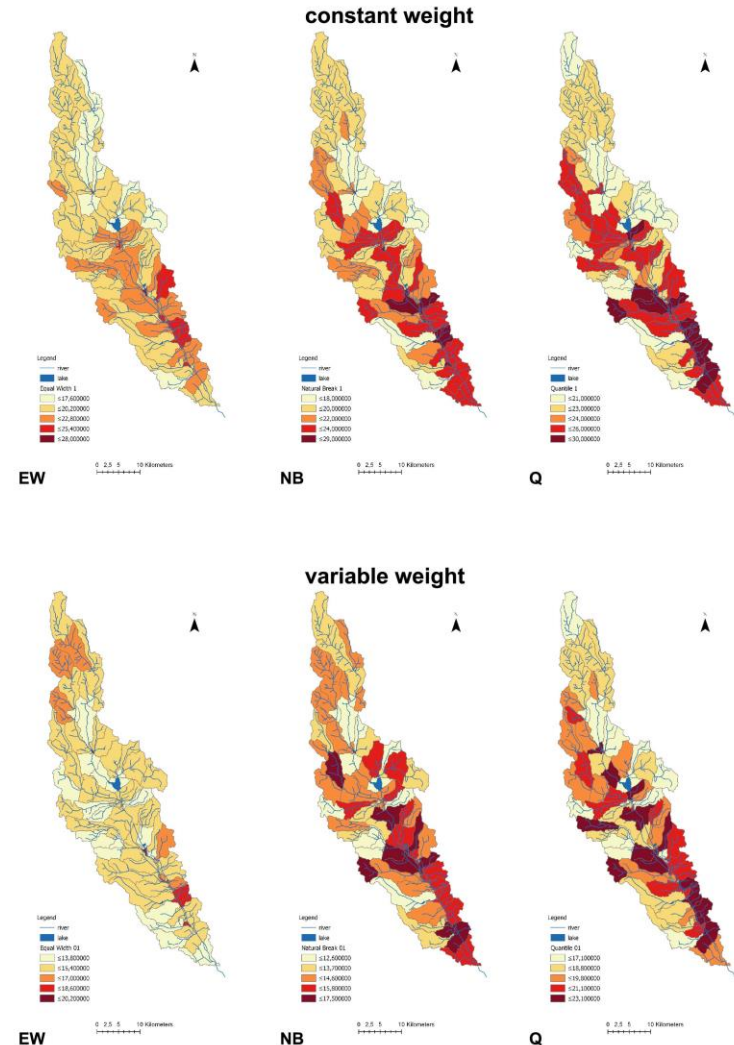 constant weight
N
N
N
Legend
river
lake
Equal Width 1
≤17,600000
≤20,200000
≤22,800000
≤25,400000
≤28,000000
0 2,5 5 10 Kilometers
EW
Legend
river
lake
Natural Break 1
≤18,000000
≤20,000000
≤22,000000
≤24,000000
≤29,000000
0 2,5 5 10 Kilometers
NB
Legend
river
lake
Quantile 1
≤21,000000
≤23,000000
≤24,000000
≤26,000000
≤30,000000
0 2,5 5 10 Kilometers
Q
variable weight
N
N
N
Legend
river
lake
Equal Width 01
≤13,800000
≤16,400000
≤17,000000
≤18,600000
≤20,200000
0 2,5 5 10 Kilometers
EW
Legend
river
lake
Natural Break 01
≤12,600000
≤13,700000
≤14,600000
≤15,800000
≤17,500000
0 2,5 5 10 Kilometers
NB
Legend
river
lake
Quantile 01
≤17,100000
≤18,800000
≤19,800000
≤21,100000
≤23,100000
0 2,5 5 10 Kilometers
Q